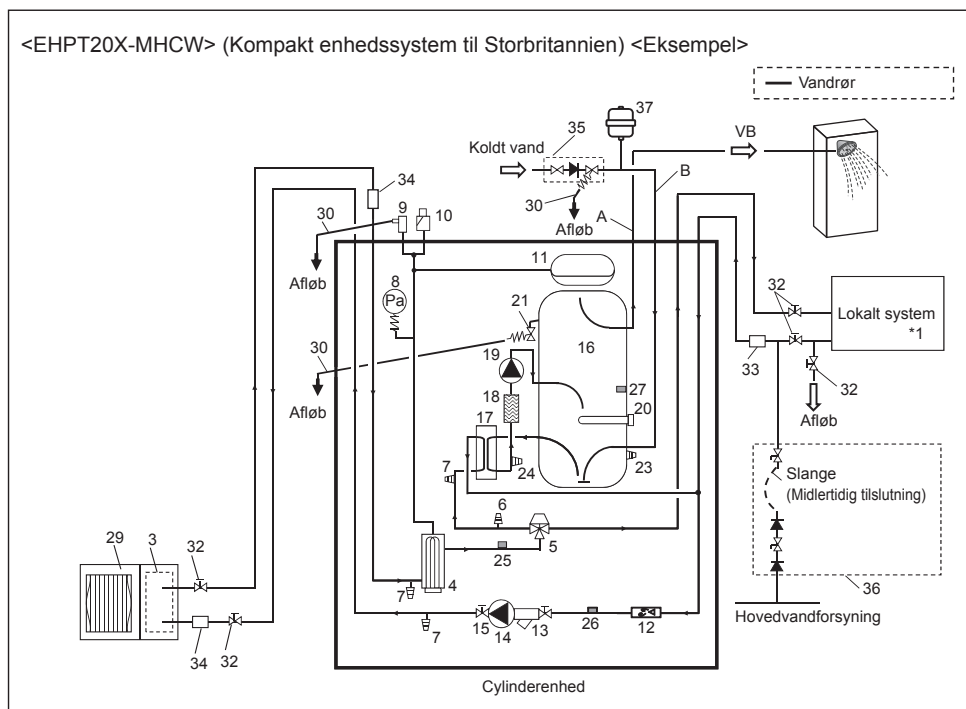 <EHPT20X-MHCW> (Kompakt enhedssystem til Storbritannien) <Eksempel>
Vandrør
37
35
Koldt vand
VB
B
34
30
Afløb
A
30
9
10
Afløb
11
8
Pa
21
16
32
Lokalt system
*1
33
32
Afløb
30
Afløb
19
27
18
20
17
23
24
7
6
5
25
4
7
Slange
(Midlertidig tilslutning)
36
Hovedvandforsyning
29
3
32
34
32
7
15
14
13
26
12
Cylinderenhed